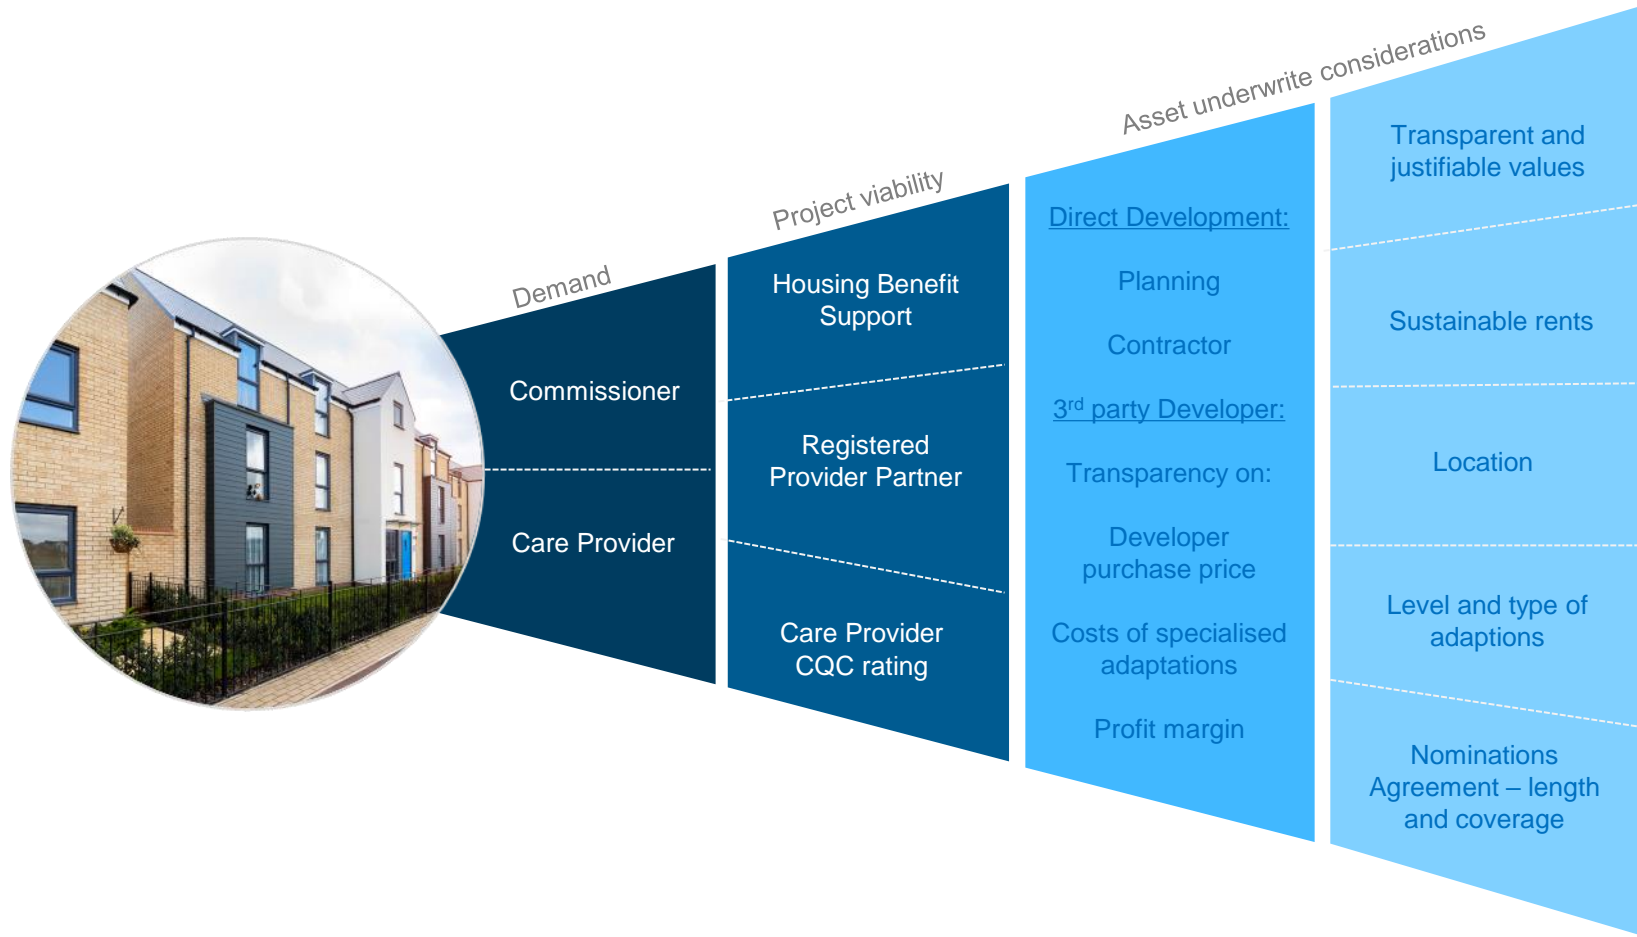 Demand
Commissioner
Care Provider
Project viability
Housing Benefit
Support
Registered
Provider Partner
Care Provider
CQC rating
Asset underwrite considerations
Direct Development:
Planning
Contractor
3rd party Developer:
Transparency on:
Developer
purchase price
Costs of specialised
adaptations
Profit margin
Transparent and
justifiable values
Sustainable rents
Location
Level and type of
adaptions
Nominations
Agreement – length
and coverage